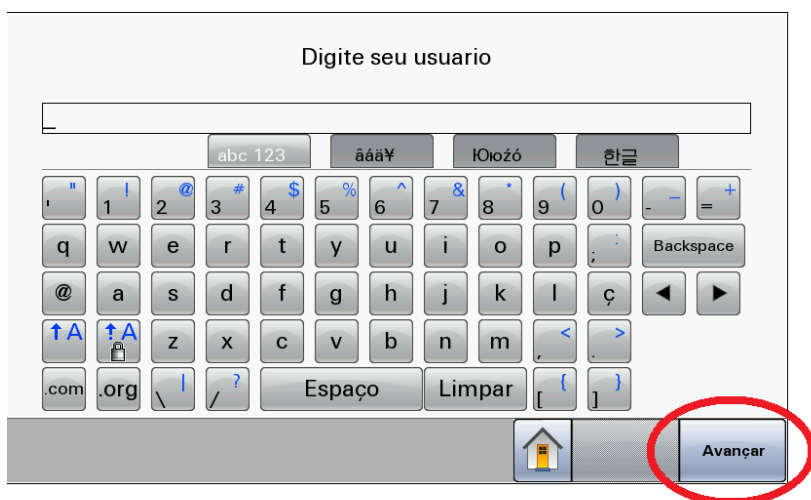 Digite seu usuario
_
abc 123 âáä¥ Ююźó 한글
' " 1 ! 2 @ 3 # 4 $ 5 % 6 ^ 7 & 8 * 9 ( 0 ) - _ = +
q w e r t y u i o p ; : Backspace
@ a s d f g h j k l ç
A A z x c v b n m , < . >
.com .org \ | / ? Espaço Limpar [ { ] }
Avançar